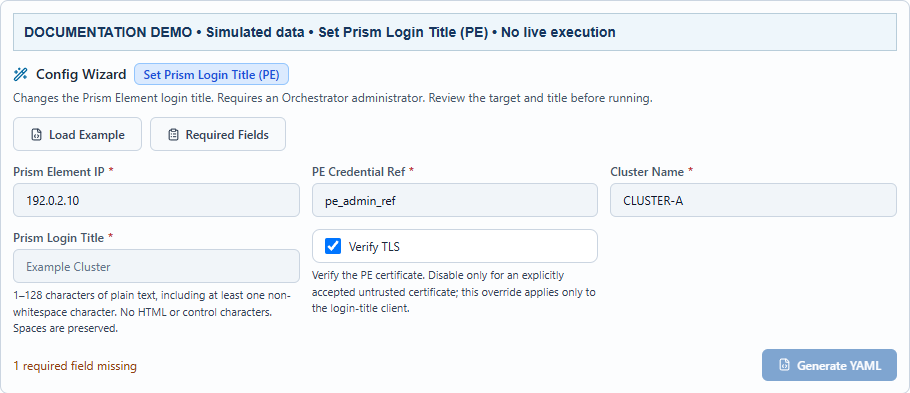 DOCUMENTATION DEMO • Simulated data • Set Prism Login Title (PE) • No live execution
Config Wizard
Set Prism Login Title (PE)
Changes the Prism Element login title. Requires an Orchestrator administrator. Review the target and title before running.
Load Example
Required Fields
Prism Element IP *
PE Credential Ref *
Cluster Name *
192.0.2.10
pe_admin_ref
CLUSTER-A
Prism Login Title *
Example Cluster
1–128 characters of plain text, including at least one non-
whitespace character. No HTML or control characters.
Spaces are preserved.
Verify TLS
Verify the PE certificate. Disable only for an explicitly
accepted untrusted certificate; this override applies only to
the login-title client.
1 required field missing
Generate YAML